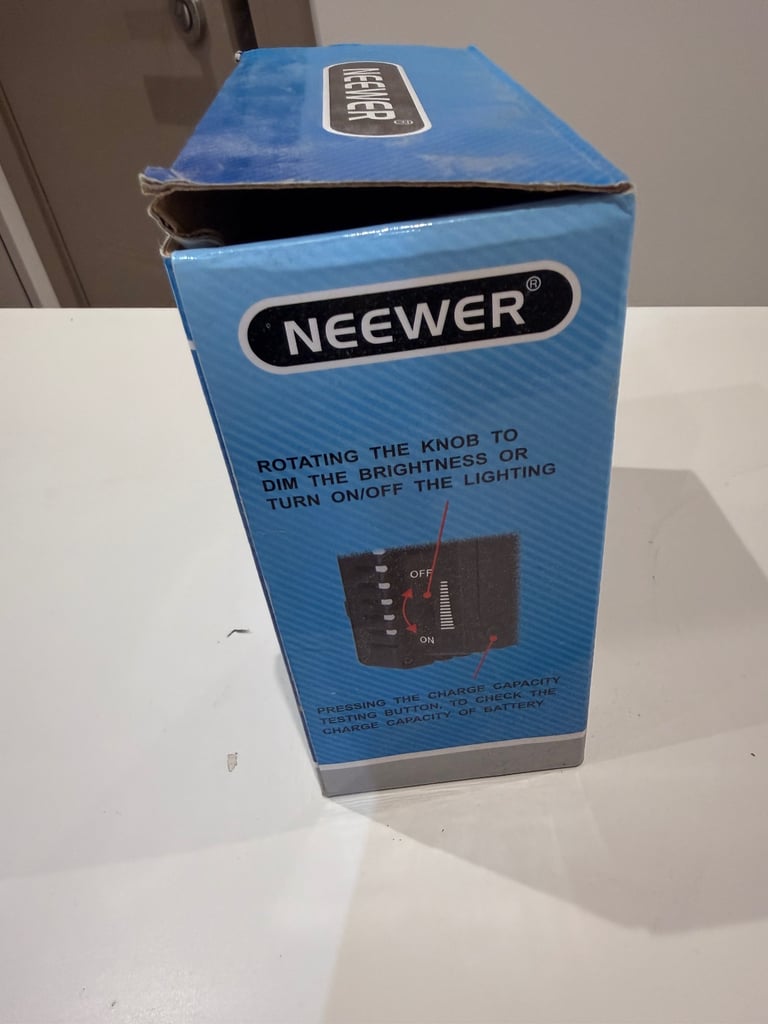 NEEWER®
NEEWER®
ROTATING THE KNOB TO
DIM THE BRIGHTNESS OR
TURN ON/OFF THE LIGHTING
OFF
ON
PRESSING THE CHARGE CAPACITY
TESTING BUTTON, TO CHECK THE
CHARGE CAPACITY OF BATTERY